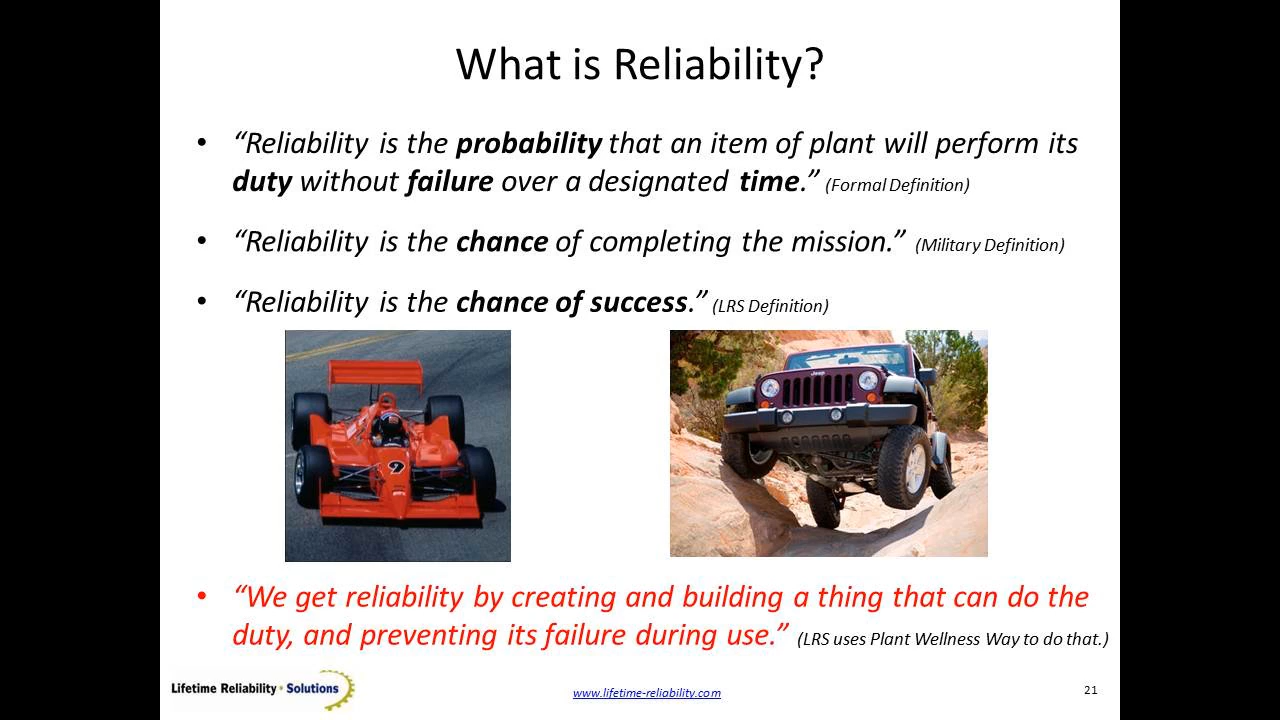 What is Reliability?
• “Reliability is the probability that an item of plant will perform its
duty without failure over a designated time.” (Formal Definition)
• “Reliability is the chance of completing the mission.” (Military Definition)
• “Reliability is the chance of success.” (LRS Definition)
9
Jeep
• “We get reliability by creating and building a thing that can do the
duty, and preventing its failure during use.” (LRS uses Plant Wellness Way to do that.)
Lifetime Reliability • Solutions
www.lifetime-reliability.com
21